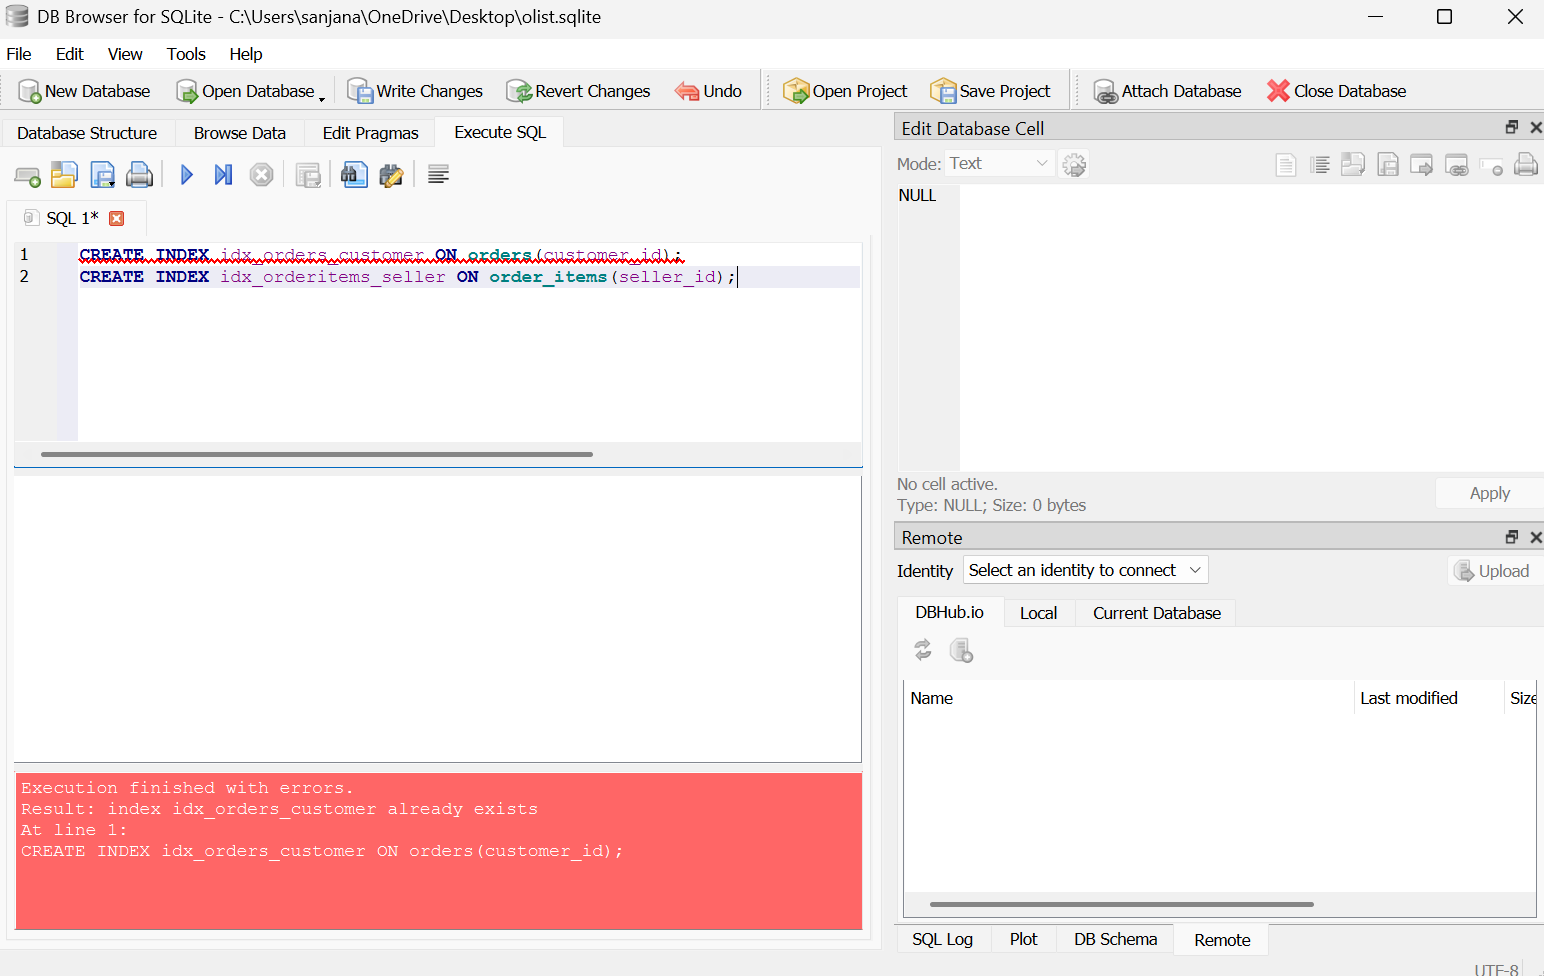 DB Browser for SQLite - C:\Users\sanjana\OneDrive\Desktop\olist.sqlite
File Edit View Tools Help
New Database Open Database Write Changes Revert Changes Undo Open Project Save Project Attach Database Close Database
Database Structure Browse Data Edit Pragmas Execute SQL
SQL 1*
1 CREATE INDEX idx_orders_customer ON orders(customer_id);
2 CREATE INDEX idx_orderitems_seller ON order_items(seller_id);
Execution finished with errors.
Result: index idx_orders_customer already exists
At line 1:
CREATE INDEX idx_orders_customer ON orders(customer_id);
Edit Database Cell
Mode: Text
NULL
No cell active.
Type: NULL; Size: 0 bytes
Apply
Remote
Identity Select an identity to connect Upload
DBHub.io Local Current Database
Name Last modified Size
SQL Log Plot DB Schema Remote
UTF-8